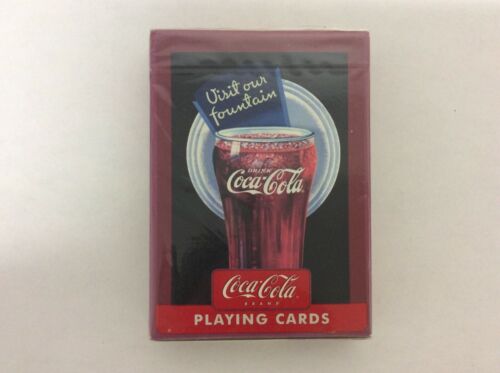 Visit our
fountain
DRINK
Coca-Cola
Coca-Cola
BRAND
PLAYING CARDS